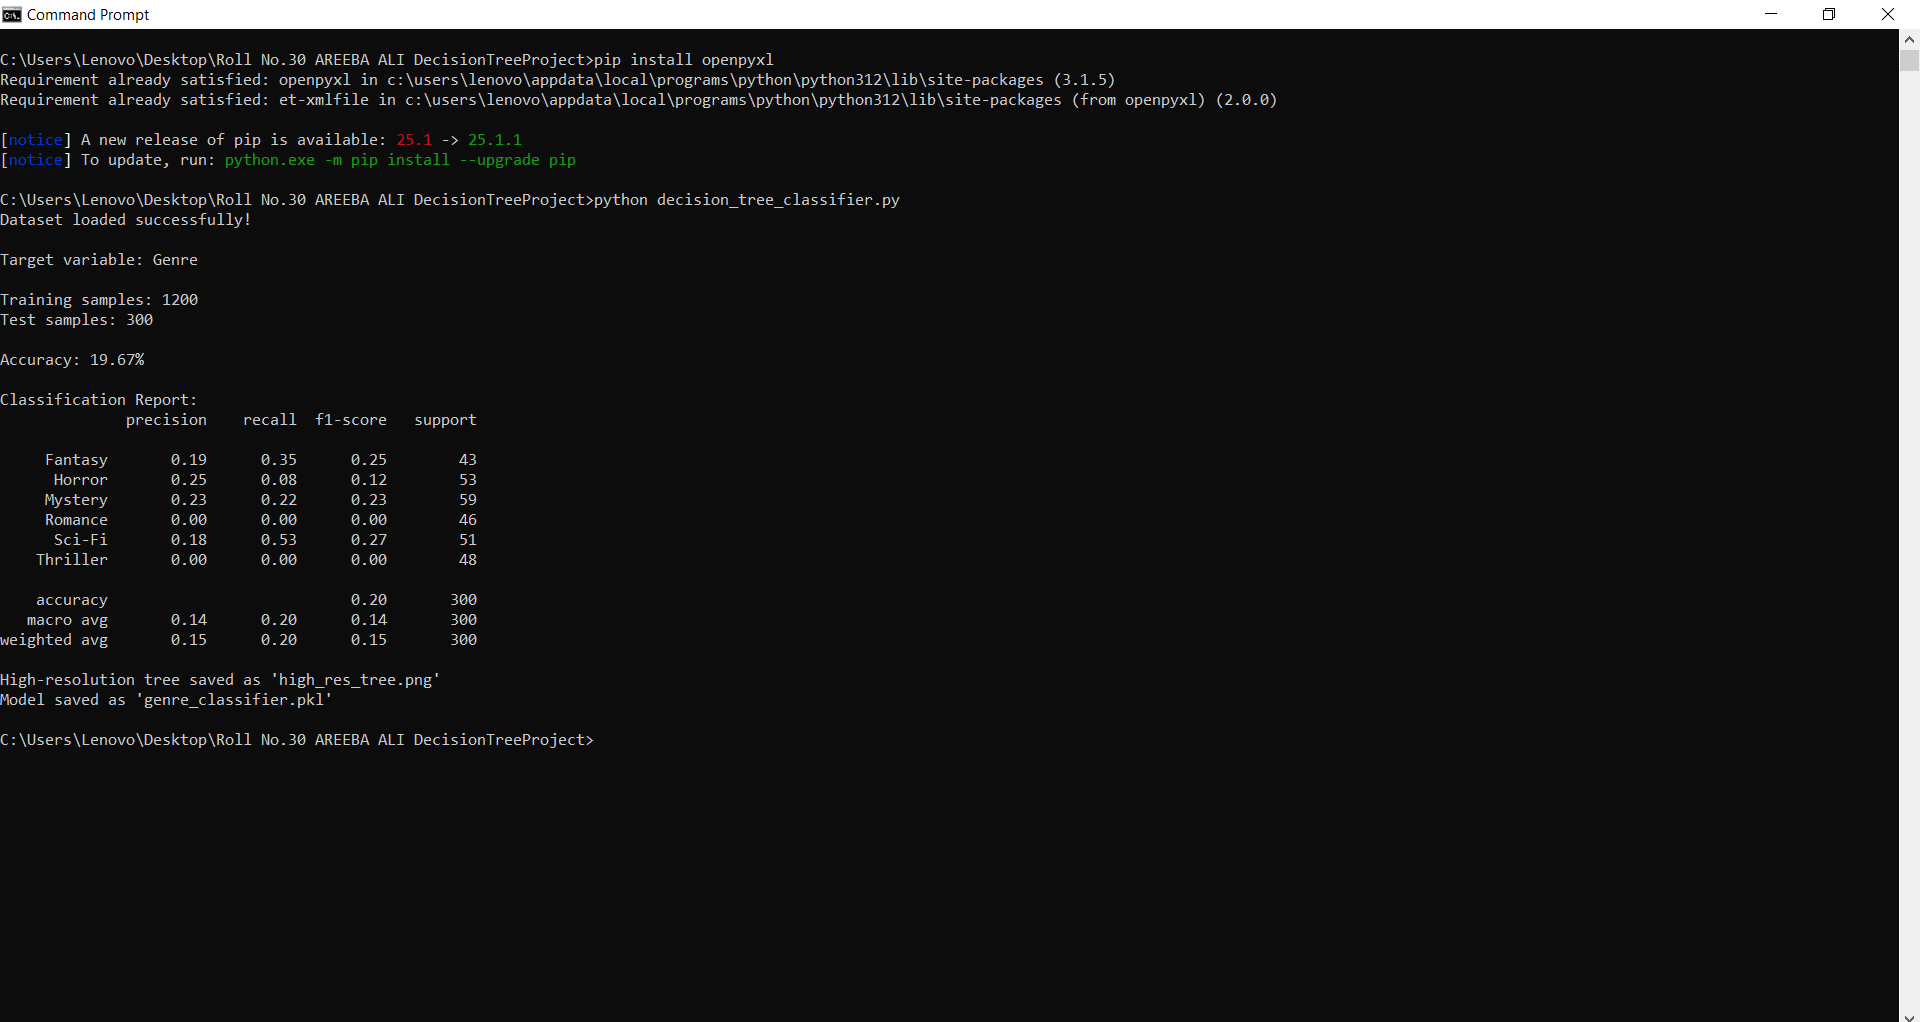 Command Prompt
C:\Users\Lenovo\Desktop\Roll No.30 AREEBA ALI DecisionTreeProject>pip install openpyxl
Requirement already satisfied: openpyxl in c:\users\lenovo\appdata\local\programs\python\python312\lib\site-packages (3.1.5)
Requirement already satisfied: et-xmlfile in c:\users\lenovo\appdata\local\programs\python\python312\lib\site-packages (from openpyxl) (2.0.0)
[notice] A new release of pip is available: 25.1 -> 25.1.1
[notice] To update, run: python.exe -m pip install --upgrade pip
C:\Users\Lenovo\Desktop\Roll No.30 AREEBA ALI DecisionTreeProject>python decision_tree_classifier.py
Dataset loaded successfully!
Target variable: Genre
Training samples: 1200
Test samples: 300
Accuracy: 19.67%
Classification Report:
precision recall f1-score support
Fantasy 0.19 0.35 0.25 43
Horror 0.25 0.08 0.12 53
Mystery 0.23 0.22 0.23 59
Romance 0.00 0.00 0.00 46
Sci-Fi 0.18 0.53 0.27 51
Thriller 0.00 0.00 0.00 48
accuracy 0.20 300
macro avg 0.14 0.20 0.14 300
weighted avg 0.15 0.20 0.15 300
High-resolution tree saved as 'high_res_tree.png'
Model saved as 'genre_classifier.pkl'
C:\Users\Lenovo\Desktop\Roll No.30 AREEBA ALI DecisionTreeProject>